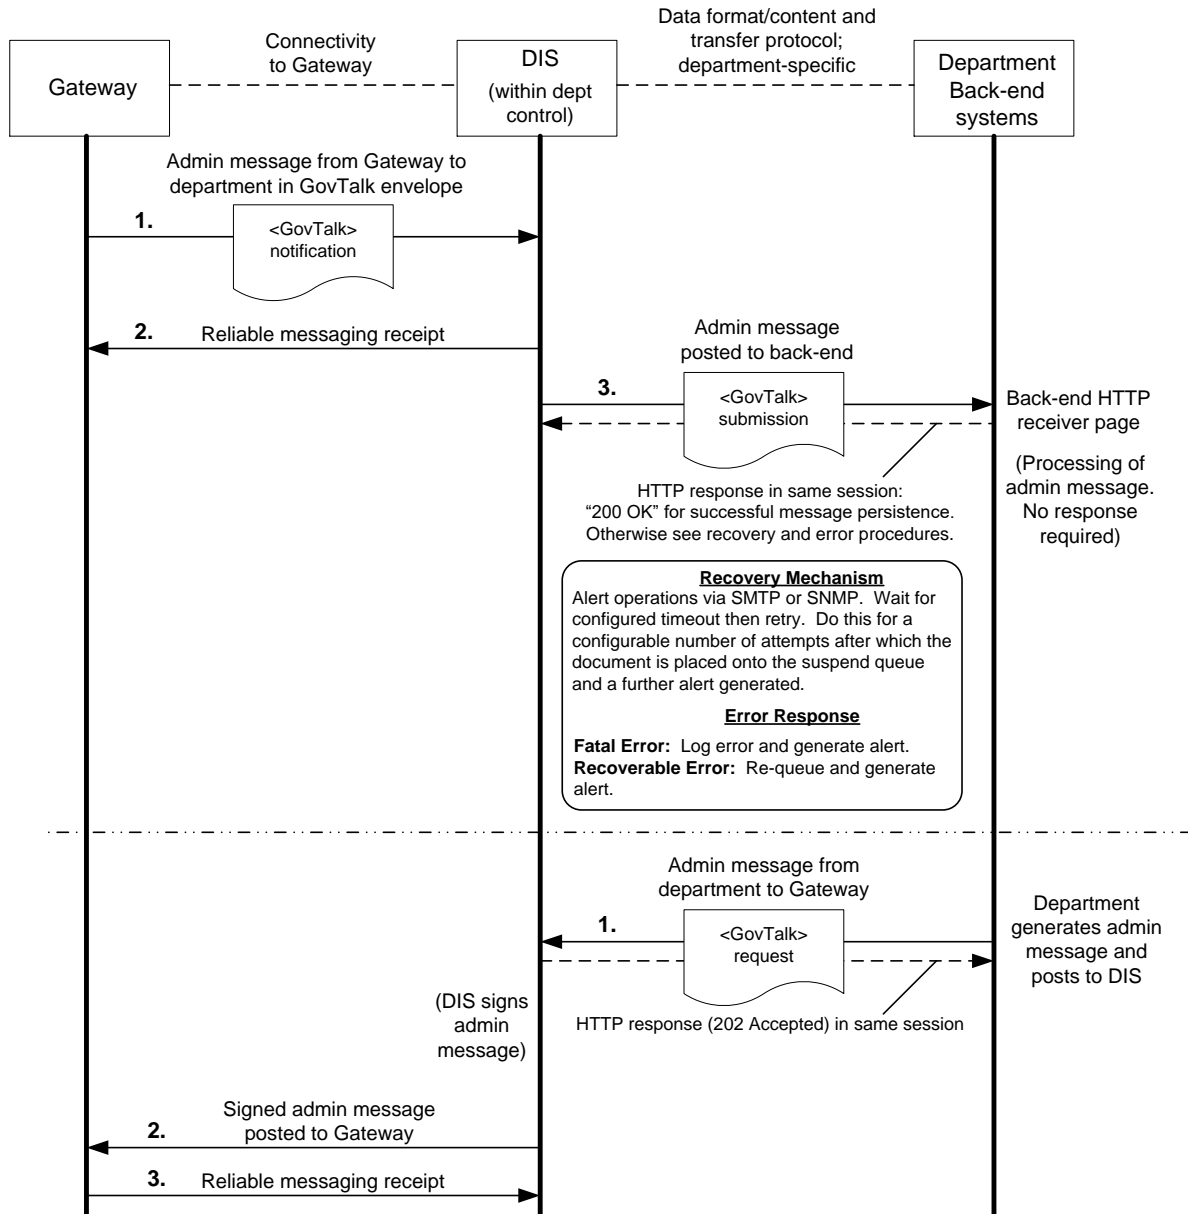 Gateway
Connectivity
to Gateway
DIS
(within dept
control)
Data format/content and
transfer protocol;
department-specific
Department
Back-end
systems
Admin message from Gateway to
department in GovTalk envelope
1.
<GovTalk>
notification
2.
Reliable messaging receipt
Admin message
posted to back-end
3.
<GovTalk>
submission
Back-end HTTP
receiver page
(Processing of
admin message.
No response
required)
HTTP response in same session:
“200 OK” for successful message persistence.
Otherwise see recovery and error procedures.
Recovery Mechanism
Alert operations via SMTP or SNMP.  Wait for
configured timeout then retry.  Do this for a
configurable number of attempts after which the
document is placed onto the suspend queue
and a further alert generated.
Error Response
Fatal Error:  Log error and generate alert.
Recoverable Error:  Re-queue and generate
alert.
Admin message from
department to Gateway
1.
<GovTalk>
request
Department
generates admin
message and
posts to DIS
(DIS signs
admin
message)
HTTP response (202 Accepted) in same session
Signed admin message
posted to Gateway
2.
3.
Reliable messaging receipt